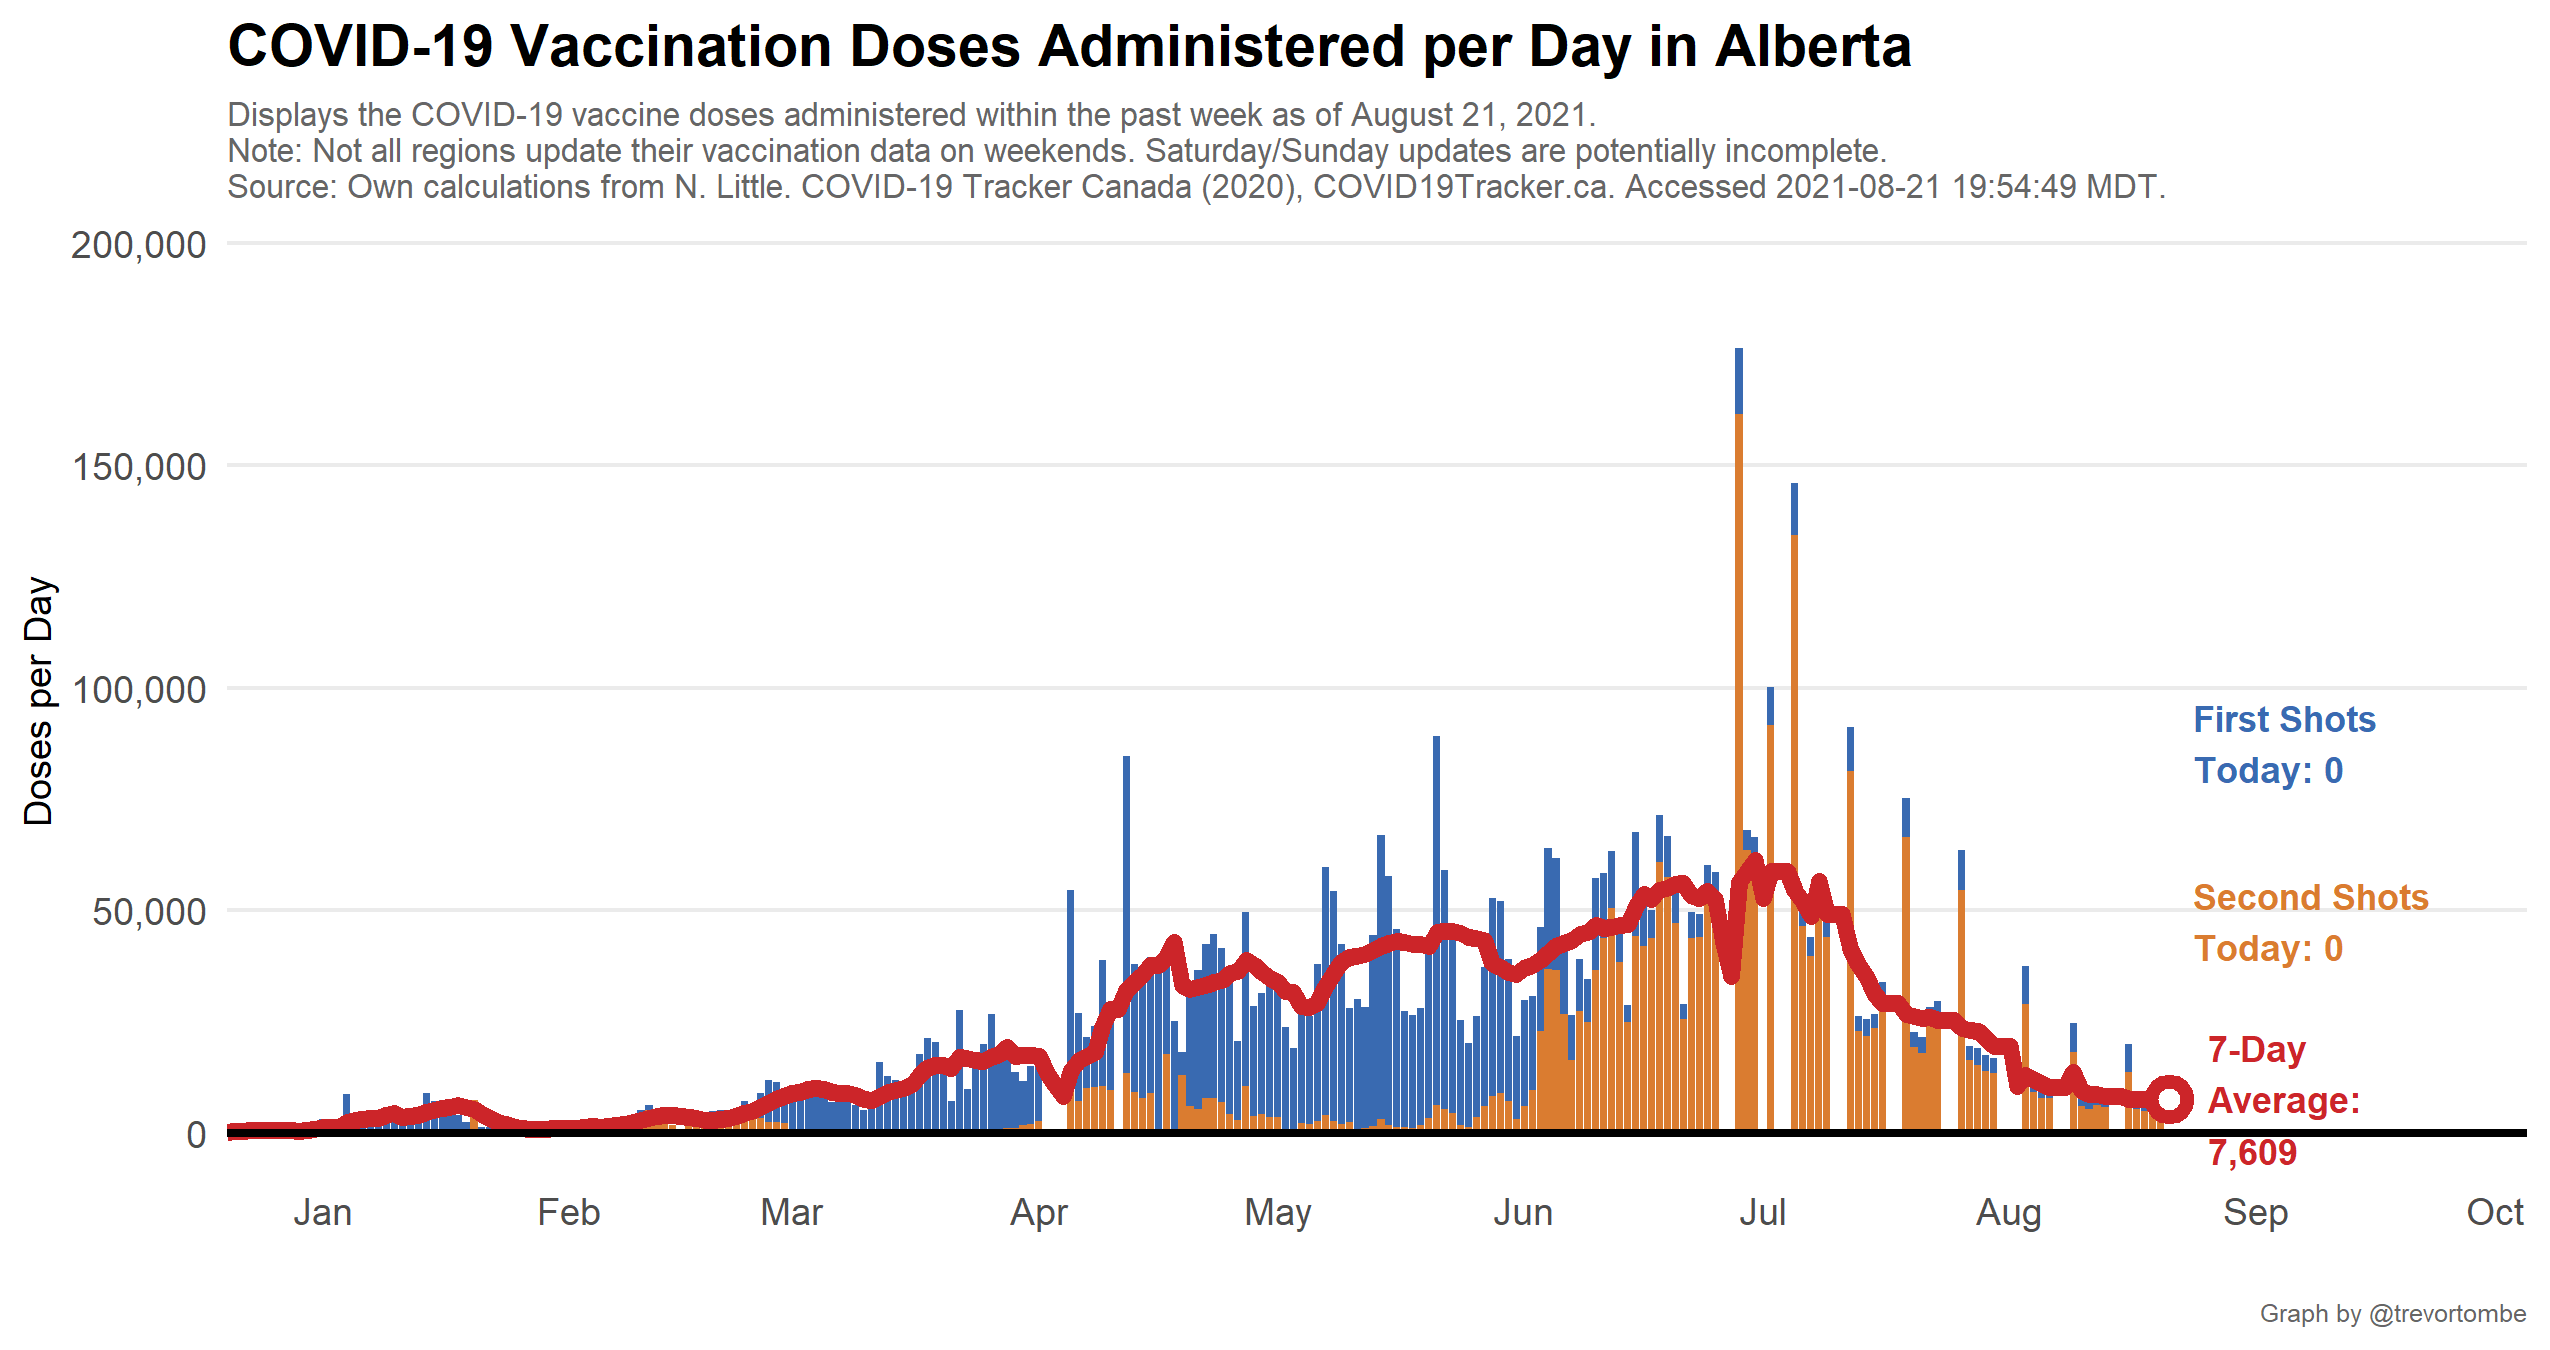 COVID-19 Vaccination Doses Administered per Day in Alberta
Displays the COVID-19 vaccine doses administered within the past week as of August 21, 2021.
Note: Not all regions update their vaccination data on weekends. Saturday/Sunday updates are potentially incomplete.
Source: Own calculations from N. Little. COVID-19 Tracker Canada (2020), COVID19Tracker.ca. Accessed 2021-08-21 19:54:49 MDT.
Doses per Day
200,000
150,000
100,000
50,000
0
First Shots
Today: 0
Second Shots
Today: 0
7-Day
Average:
7,609
Jan Feb Mar Apr May Jun Jul Aug Sep Oct
Graph by @trevortombe